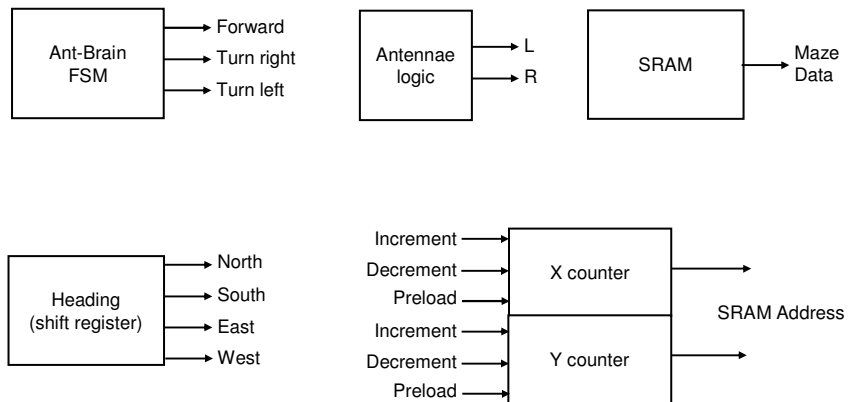 Ant-Brain
FSM
Forward
Turn right
Turn left
Antennae
logic
L
R
SRAM
Maze
Data
Heading
(shift register)
North
South
East
West
Increment
Decrement
Preload
X counter
Increment
Decrement
Preload
Y counter
SRAM Address